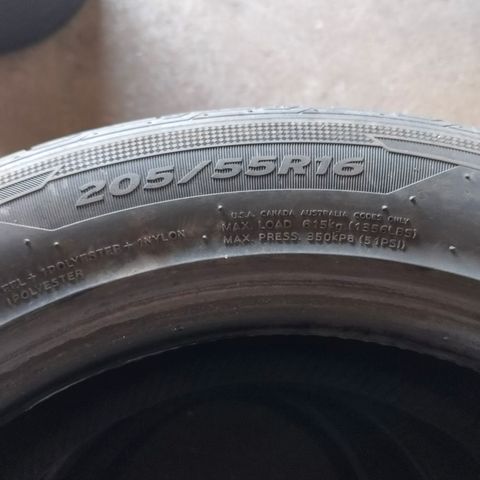 205/55R16
U.S.A. CANADA AUSTRALIA CODES ONLY
MAX. LOAD 615kg (1356LBS)
MAX. PRESS. 350kPa (51PSI)
+ 1POLYESTER + 1NYLON
1POLYESTER